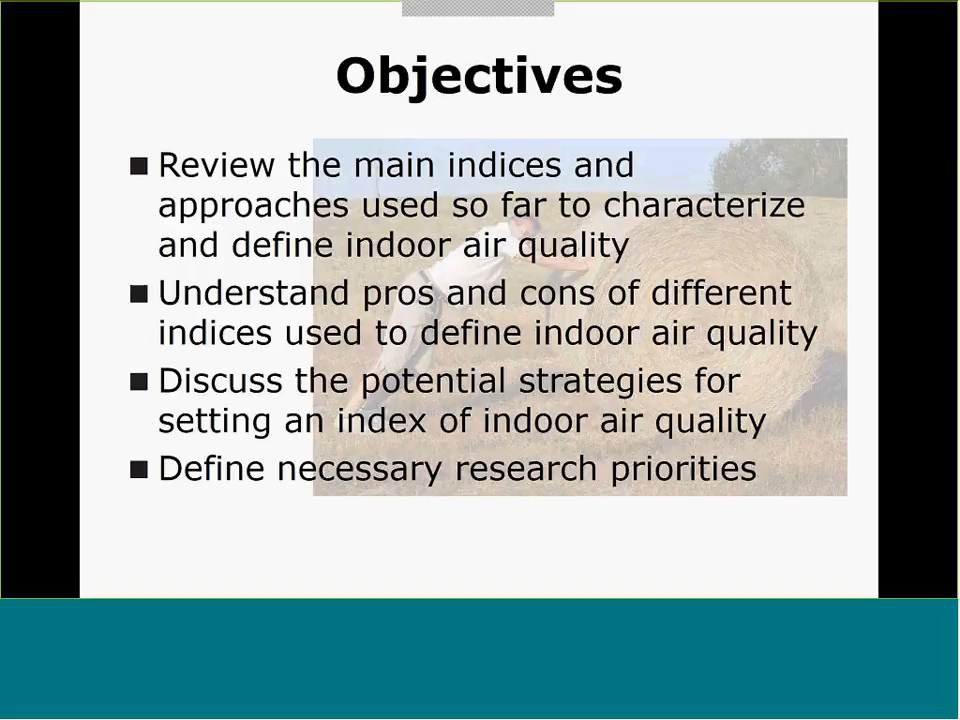 Objectives
Review the main indices and
approaches used so far to characterize
and define indoor air quality
Understand pros and cons of different
indices used to define indoor air quality
Discuss the potential strategies for
setting an index of indoor air quality
Define necessary research priorities